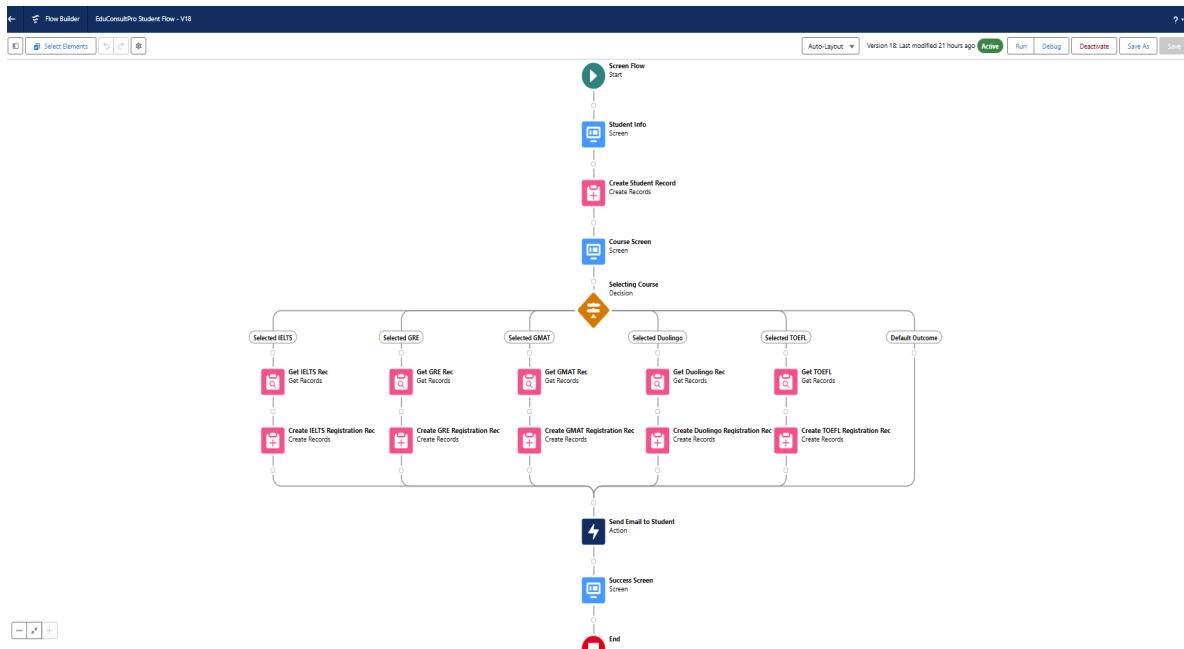 Flow Builder EduConsultPro Student Flow - V18 ?
Select Elements Auto-Layout Version 18: Last modified 21 hours ago Active Run Debug Deactivate Save As Save
Screen Flow
Start
Student Info
Screen
Create Student Record
Create Records
Course Screen
Screen
Selecting Course
Decision
Selected IELTS Selected GRE Selected GMAT Selected Duolingo Selected TOEFL Default Outcome
Get IELTS Rec Get GRE Rec Get GMAT Rec Get Duolingo Rec Get TOEFL
Get Records Get Records Get Records Get Records Get Records
Create IELTS Registration Rec Create GRE Registration Rec Create GMAT Registration Rec Create Duolingo Registration Rec Create TOEFL Registration Rec
Create Records Create Records Create Records Create Records Create Records
Send Email to Student
Action
Success Screen
Screen
End